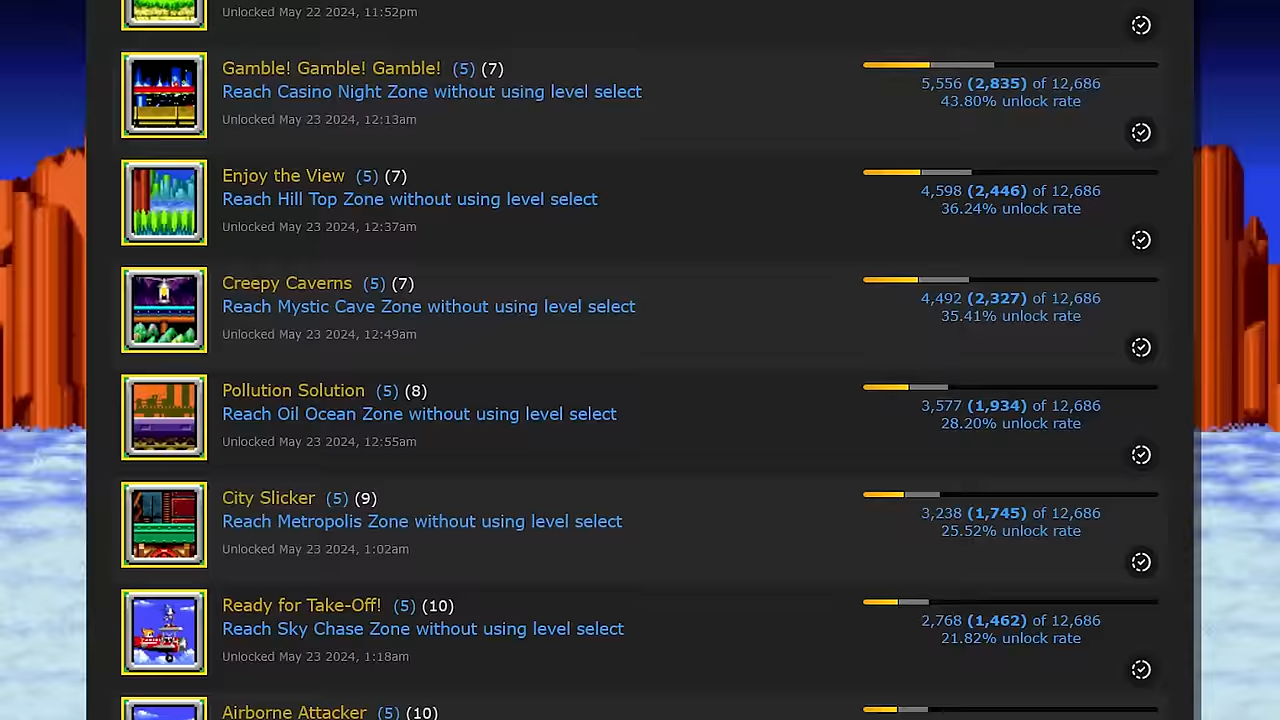 Unlocked May 22 2024, 11:52pm
Gamble! Gamble! Gamble! (5) (7)
Reach Casino Night Zone without using level select
Unlocked May 23 2024, 12:13am
5,556 (2,835) of 12,686
43.80% unlock rate
Enjoy the View (5) (7)
Reach Hill Top Zone without using level select
Unlocked May 23 2024, 12:37am
4,598 (2,446) of 12,686
36.24% unlock rate
Creepy Caverns (5) (7)
Reach Mystic Cave Zone without using level select
Unlocked May 23 2024, 12:49am
4,492 (2,327) of 12,686
35.41% unlock rate
Pollution Solution (5) (8)
Reach Oil Ocean Zone without using level select
Unlocked May 23 2024, 12:55am
3,577 (1,934) of 12,686
28.20% unlock rate
City Slicker (5) (9)
Reach Metropolis Zone without using level select
Unlocked May 23 2024, 1:02am
3,238 (1,745) of 12,686
25.52% unlock rate
Ready for Take-Off! (5) (10)
Reach Sky Chase Zone without using level select
Unlocked May 23 2024, 1:18am
2,768 (1,462) of 12,686
21.82% unlock rate
Airborne Attacker (5) (10)